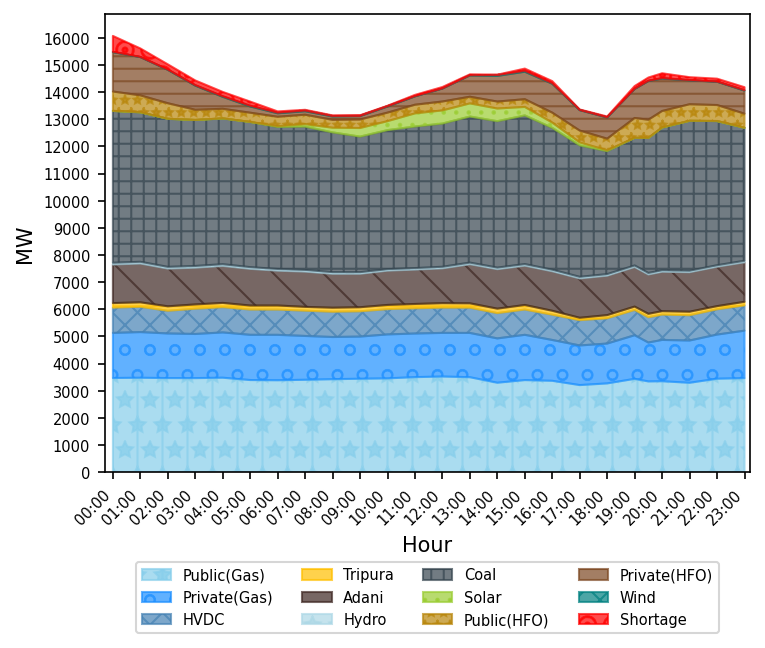 16000
15000
14000
13000
12000
11000
10000
9000
8000
7000
6000
5000
4000
3000
2000
1000
0
MW
00:00 01:00 02:00 03:00 04:00 05:00 06:00 07:00 08:00 09:00 10:00 11:00 12:00 13:00 14:00 15:00 16:00 17:00 18:00 19:00 20:00 21:00 22:00 23:00
Hour
Public(Gas) Tripura Coal Private(HFO)
Private(Gas) Adani Solar Wind
HVDC Hydro Public(HFO) Shortage